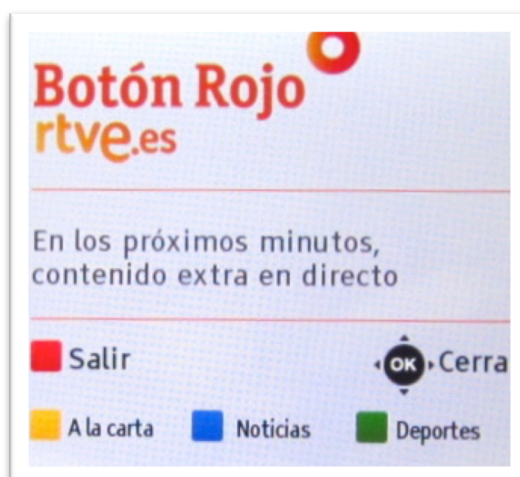 Botón Rojo
rtve.es
En los próximos minutos,
contenido extra en directo
Salir
OK Cerra
A la carta Noticias Deportes